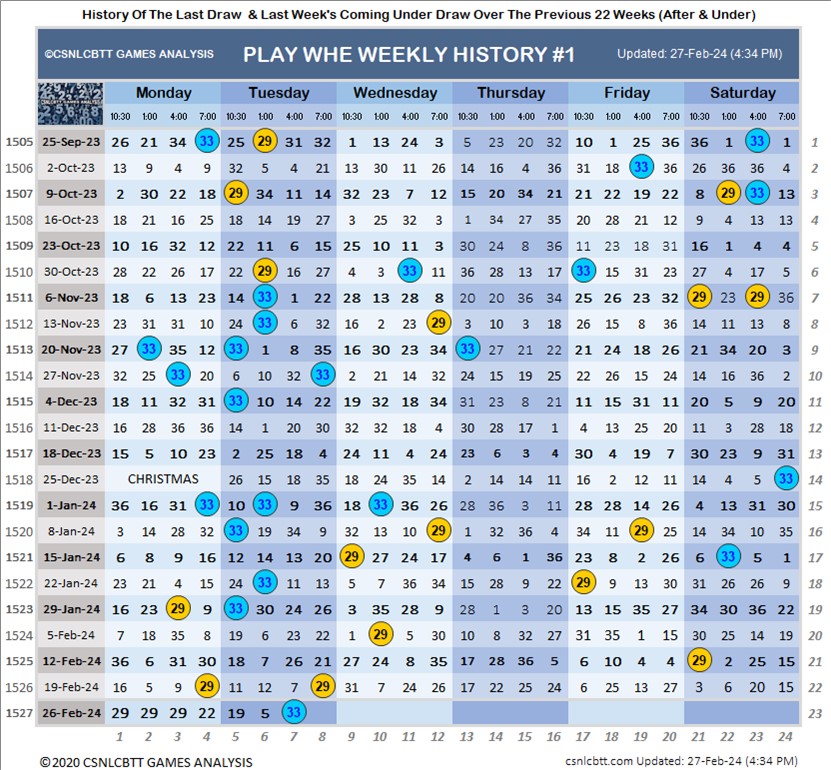 History Of The Last Draw & Last Week's Coming Under Draw Over The Previous 22 Weeks (After & Under)
©CSNLCBTT GAMES ANALYSIS PLAY WHE WEEKLY HISTORY #1 Updated: 27-Feb-24 (4:34 PM)
CSNLCBTT GAMES ANALYSIS Monday Tuesday Wednesday Thursday Friday Saturday
10:30 1:00 4:00 7:00 10:30 1:00 4:00 7:00 10:30 1:00 4:00 7:00 10:30 1:00 4:00 7:00 10:30 1:00 4:00 7:00 10:30 1:00 4:00 7:00
1505 25-Sep-23 26 21 34 33 25 29 31 32 1 13 24 3 5 23 20 32 10 1 25 36 36 1 33 1 1
1506 2-Oct-23 13 9 4 9 32 5 4 21 13 30 11 26 14 16 4 36 31 18 33 36 26 36 36 4 2
1507 9-Oct-23 2 30 22 18 29 34 11 14 32 23 7 12 15 20 34 21 21 22 19 22 8 29 33 13 3
1508 16-Oct-23 18 21 16 25 18 14 19 27 3 25 32 3 1 34 27 35 20 28 21 12 9 4 13 13 4
1509 23-Oct-23 10 16 32 12 22 11 6 15 25 10 11 3 30 24 8 36 11 23 18 31 16 1 4 4 5
1510 30-Oct-23 28 22 26 17 22 29 16 27 4 3 33 11 36 28 13 17 33 15 31 23 27 4 17 5 6
1511 6-Nov-23 18 6 13 23 14 33 1 22 28 13 28 8 20 20 36 34 25 26 23 32 29 23 29 36 7
1512 13-Nov-23 23 31 31 10 24 33 6 32 16 2 23 29 3 10 3 18 26 15 8 36 14 11 13 13 8
1513 20-Nov-23 27 33 35 12 33 1 8 35 16 30 23 34 33 27 21 22 21 24 18 26 21 34 20 3 9
1514 27-Nov-23 32 25 33 20 6 10 32 33 2 21 14 32 24 15 19 25 22 26 15 24 14 16 36 2 10
1515 4-Dec-23 18 11 32 31 33 10 14 22 19 32 18 34 31 23 8 21 13 15 9 31 20 5 9 20 11
1516 11-Dec-23 16 28 36 36 14 1 20 30 32 32 18 4 30 28 17 1 4 13 25 20 11 3 28 18 12
1517 18-Dec-23 15 5 10 23 2 25 18 4 24 11 4 24 23 6 3 4 30 4 19 7 30 23 9 31 13
1518 25-Dec-23 CHRISTMAS 26 15 18 35 18 24 35 14 2 14 14 11 16 2 12 11 14 4 5 33 14
1519 1-Jan-24 36 16 31 33 10 33 9 36 18 33 36 26 28 36 3 11 28 28 14 26 4 13 31 30 15
1520 8-Jan-24 3 14 28 32 33 19 34 9 32 13 10 29 1 32 36 4 34 11 29 25 14 34 10 35 16
1521 15-Jan-24 6 8 9 16 12 14 13 20 29 27 24 17 4 6 1 36 23 8 2 26 6 33 5 1 17
1522 22-Jan-24 23 21 4 15 24 33 11 13 5 7 36 34 15 28 9 22 29 9 13 30 31 26 26 9 18
1523 29-Jan-24 16 23 29 9 33 30 24 26 3 35 28 9 28 1 3 20 13 15 35 27 34 30 36 22 19
1524 5-Feb-24 7 18 35 8 19 6 23 22 1 29 5 30 10 8 32 27 31 35 1 15 30 25 14 19 20
1525 12-Feb-24 36 6 31 30 18 7 26 21 27 24 8 35 17 28 36 5 6 10 4 4 29 2 25 15 21
1526 19-Feb-24 16 5 9 29 11 12 7 29 31 7 24 26 17 22 25 24 6 25 13 27 3 6 20 15 22
1527 26-Feb-24 29 29 29 22 19 5 33 23
1 2 3 4 5 6 7 8 9 10 11 12 13 14 15 16 17 18 19 20 21 22 23 24
©2020 CSNLCBTT GAMES ANALYSIS csnlcbtt.com Updated: 27-Feb-24 (4:34 PM)